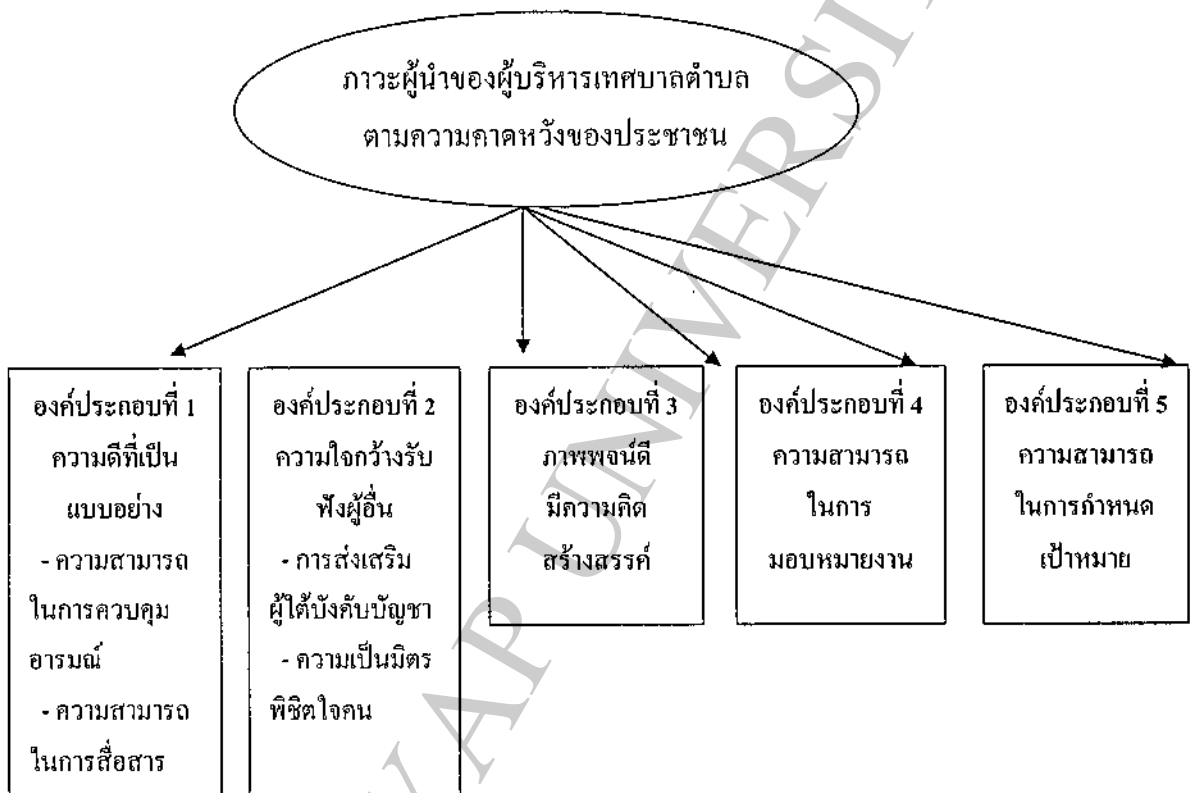 ภาวะผู้นำของผู้บริหารเทศบาลตำบล
ตามความคาดหวังของประชาชน
องค์ประกอบที่ 1
ความดีที่เป็น
แบบอย่าง
- ความสามารถ
ในการควบคุม
อารมณ์
- ความสามารถ
ในการสื่อสาร
องค์ประกอบที่ 2
ความใจกว้างรับ
ฟังผู้อื่น
- การส่งเสริม
ผู้ใต้บังคับบัญชา
- ความเป็นมิตร
พิชิตใจคน
องค์ประกอบที่ 3
ภาพพจน์ดี
มีความคิด
สร้างสรรค์
องค์ประกอบที่ 4
ความสามารถ
ในการ
มอบหมายงาน
องค์ประกอบที่ 5
ความสามารถ
ในการกำหนด
เป้าหมาย